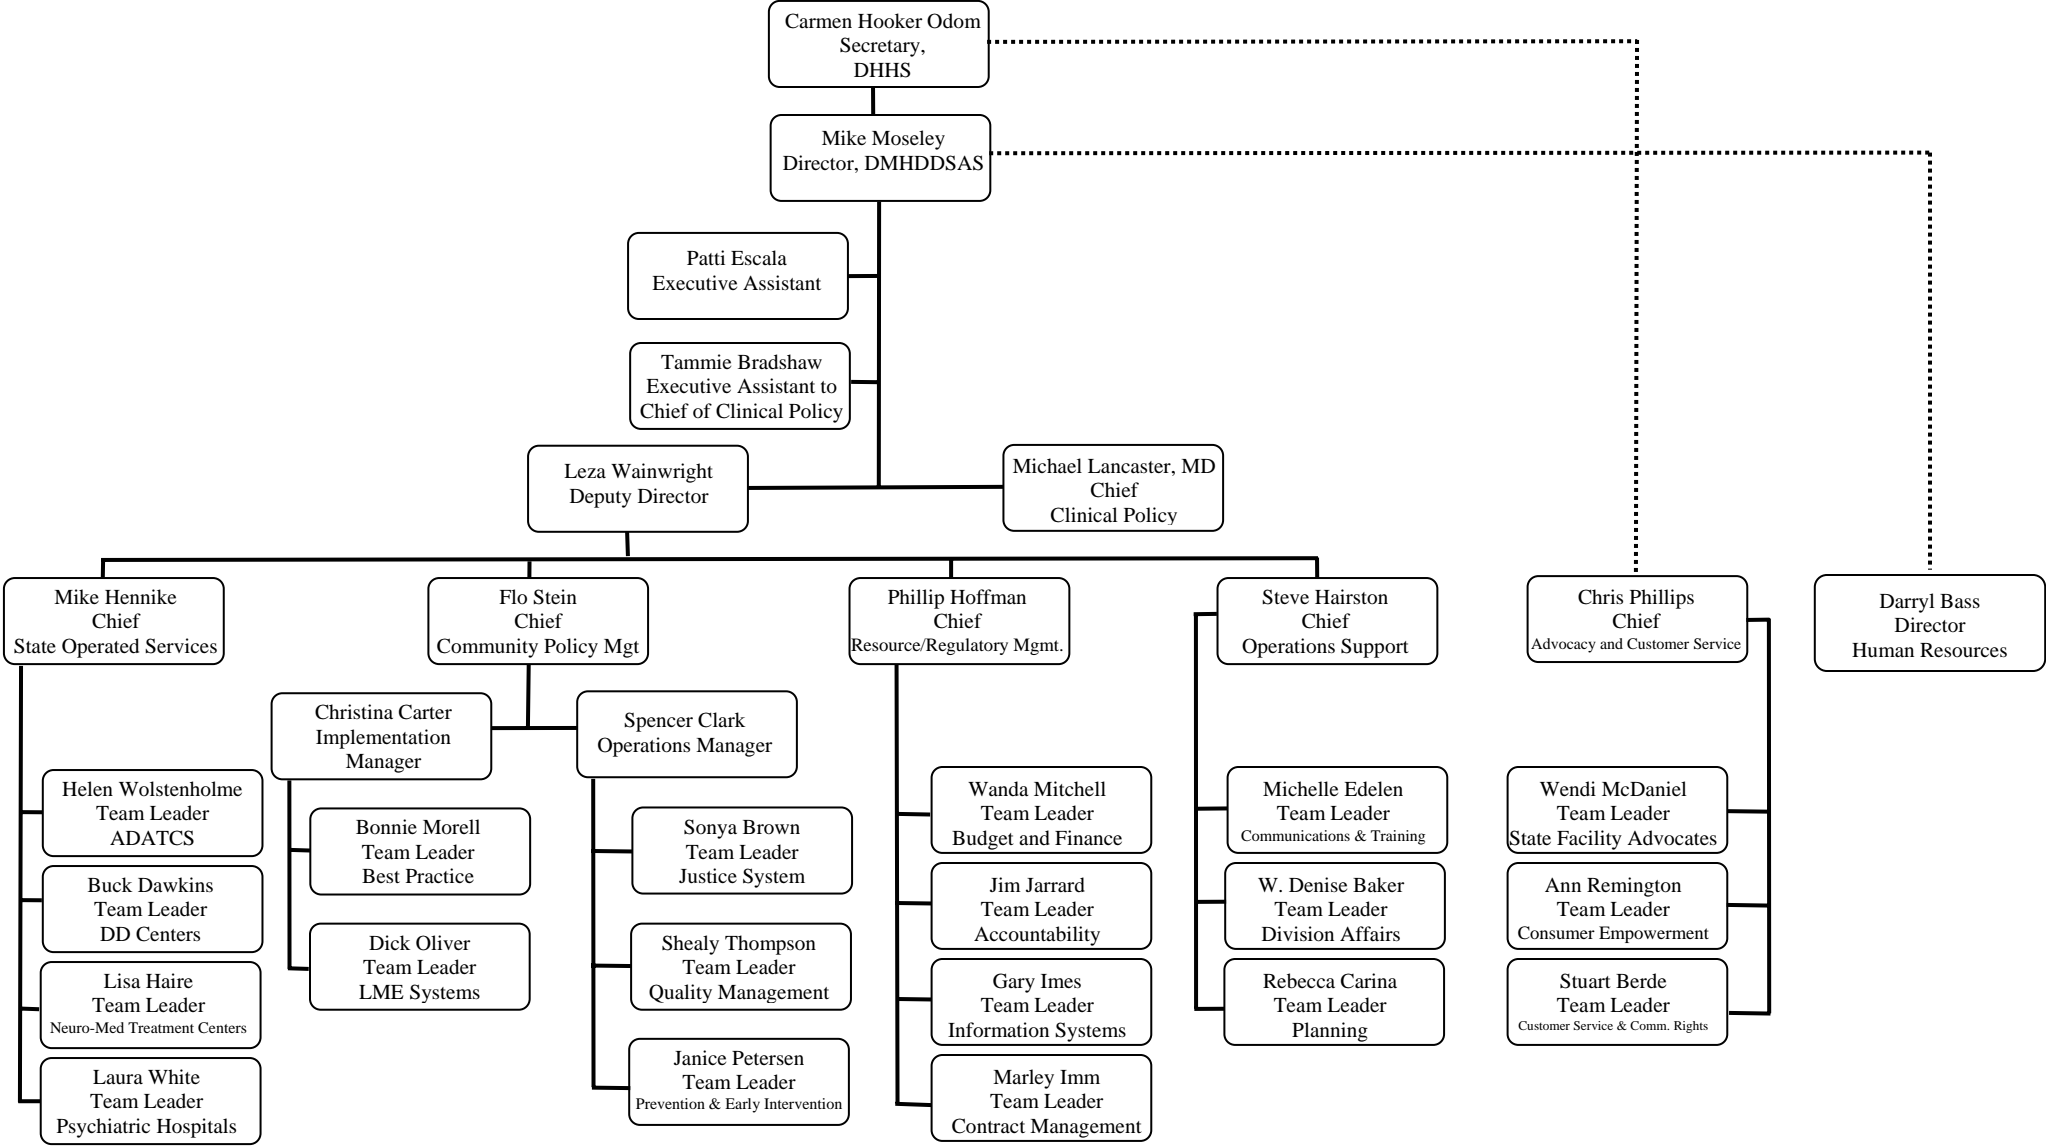 Carmen Hooker Odom
Secretary,
DHHS
Mike Moseley
Director, DMHDDSAS
Patti Escala
Executive Assistant
Tammie Bradshaw
Executive Assistant to
Chief of Clinical Policy
Leza Wainwright
Deputy Director
Michael Lancaster, MD
Chief
Clinical Policy
Mike Hennike
Chief
State Operated Services
Flo Stein
Chief
Community Policy Mgt
Phillip Hoffman
Chief
Resource/Regulatory Mgmt.
Steve Hairston
Chief
Operations Support
Chris Phillips
Chief
Advocacy and Customer Service
Darryl Bass
Director
Human Resources
Christina Carter
Implementation
Manager
Spencer Clark
Operations Manager
Helen Wolstenholme
Team Leader
ADATCS
Buck Dawkins
Team Leader
DD Centers
Lisa Haire
Team Leader
Neuro-Med Treatment Centers
Laura White
Team Leader
Psychiatric Hospitals
Bonnie Morell
Team Leader
Best Practice
Dick Oliver
Team Leader
LME Systems
Sonya Brown
Team Leader
Justice System
Shealy Thompson
Team Leader
Quality Management
Janice Petersen
Team Leader
Prevention & Early Intervention
Wanda Mitchell
Team Leader
Budget and Finance
Jim Jarrard
Team Leader
Accountability
Gary Imes
Team Leader
Information Systems
Marley Imm
Team Leader
Contract Management
Michelle Edelen
Team Leader
Communications & Training
W. Denise Baker
Team Leader
Division Affairs
Rebecca Carina
Team Leader
Planning
Wendi McDaniel
Team Leader
State Facility Advocates
Ann Remington
Team Leader
Consumer Empowerment
Stuart Berde
Team Leader
Customer Service & Comm. Rights